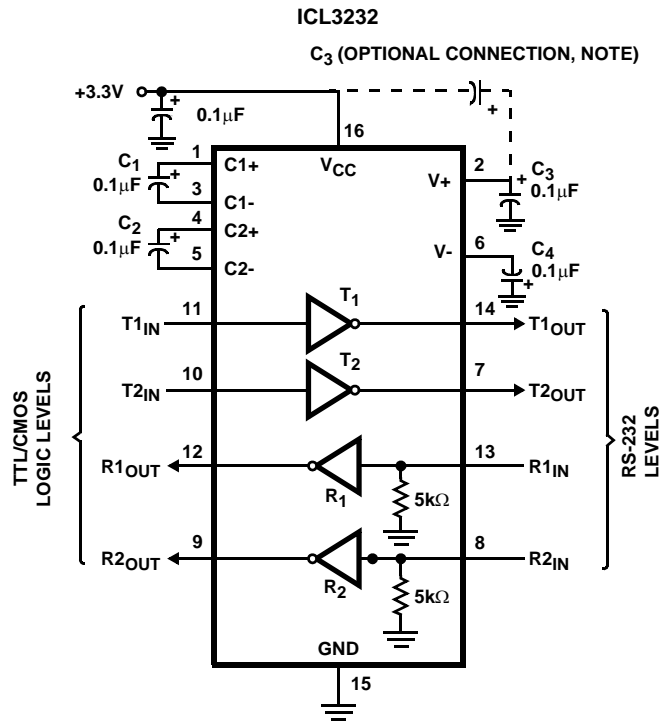 ICL3232
C3 (OPTIONAL CONNECTION, NOTE)
+3.3V
+
0.1μF
+
16
VCC
1
C1+
C1
0.1μF
+
3
C1-
4
C2+
C2
0.1μF
+
5
C2-
2
V+
+
C3
0.1μF
6
V-
C4
0.1μF
+
T1IN
11
T1
14
T1OUT
T2IN
10
T2
7
T2OUT
R1OUT
12
R1
13
R1IN
5kΩ
R2OUT
9
R2
8
R2IN
5kΩ
GND
15
TTL/CMOS
LOGIC LEVELS
RS-232
LEVELS